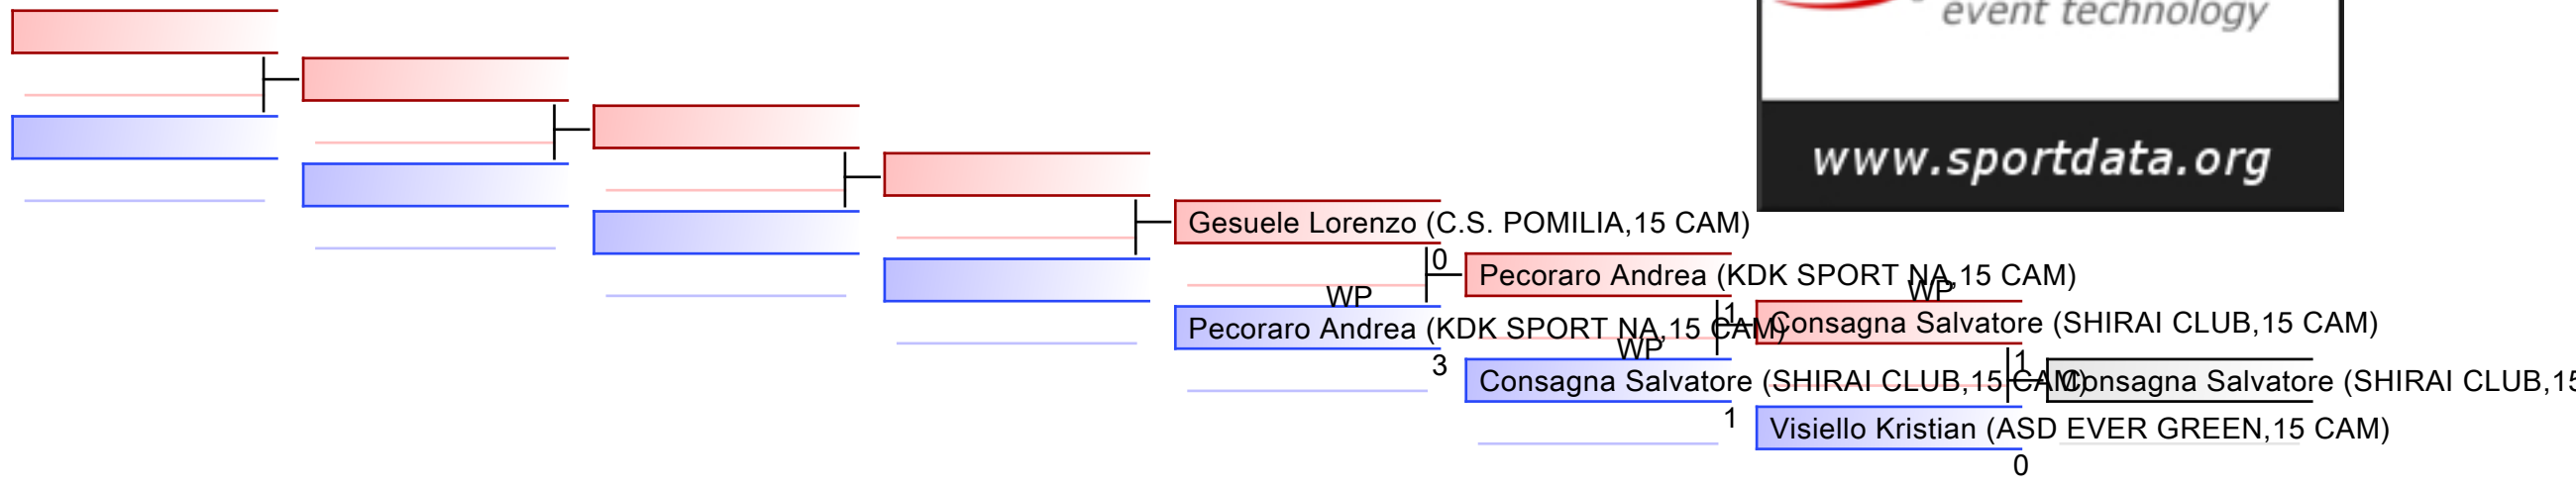 event technology
www.sportdata.org
Gesuele Lorenzo (C.S. POMILIA,15 CAM)
0
Pecoraro Andrea (KDK SPORT NA,15 CAM)
WP
WP
Pecoraro Andrea (KDK SPORT NA,15 CAM)
1
Consagna Salvatore (SHIRAI CLUB,15 CAM)
WP
3
Consagna Salvatore (SHIRAI CLUB,15 CAM)
1
Consagna Salvatore (SHIRAI CLUB,15
1
Visiello Kristian (ASD EVER GREEN,15 CAM)
0